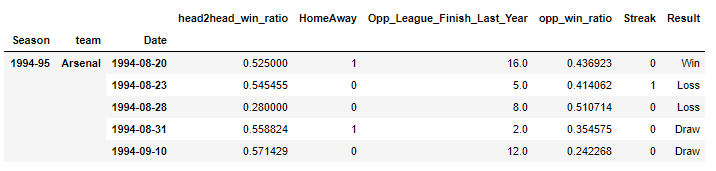 head2head_win_ratio HomeAway Opp_League_Finish_Last_Year opp_win_ratio Streak Result
Season team Date
1994-95 Arsenal 1994-08-20 0.525000 1 16.0 0.436923 0 Win
1994-08-23 0.545455 0 5.0 0.414062 1 Loss
1994-08-28 0.280000 0 8.0 0.510714 0 Loss
1994-08-31 0.558824 1 2.0 0.354575 0 Draw
1994-09-10 0.571429 0 12.0 0.242268 0 Draw